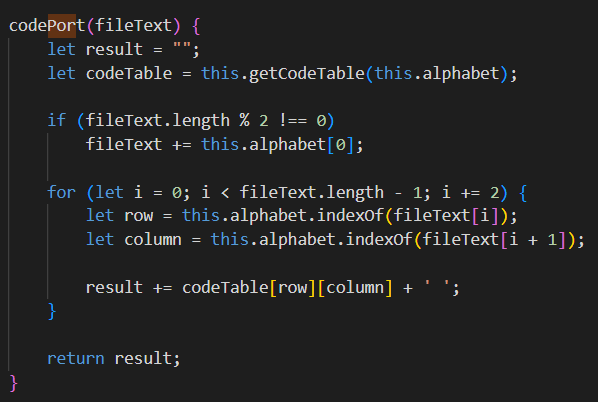 codePort(fileText) {
let result = "";
let codeTable = this.getCodeTable(this.alphabet);
if (fileText.length % 2 !== 0)
fileText += this.alphabet[0];
for (let i = 0; i < fileText.length - 1; i += 2) {
let row = this.alphabet.indexOf(fileText[i]);
let column = this.alphabet.indexOf(fileText[i + 1]);
result += codeTable[row][column] + ' ';
}
return result;
}